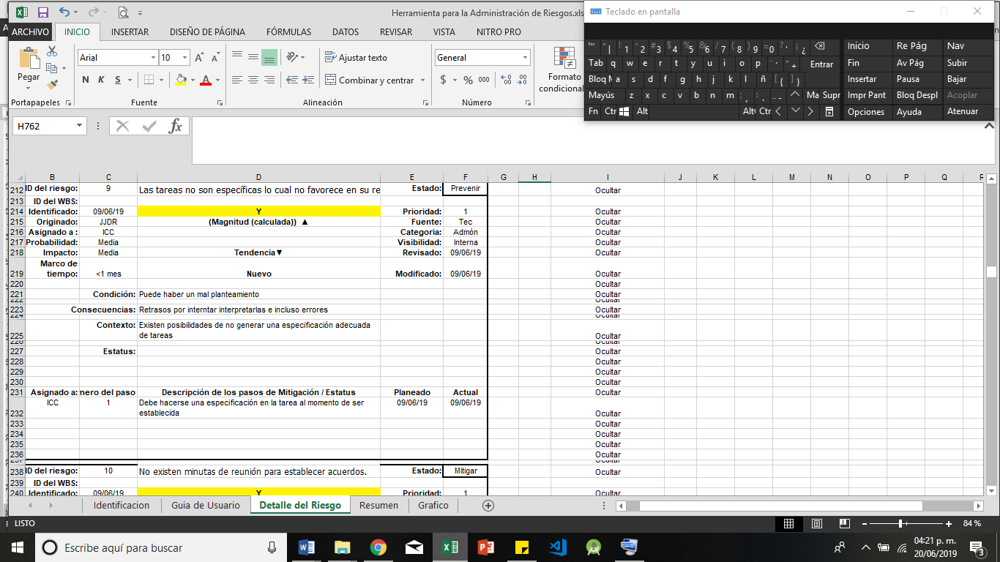 Herramienta para la Administración de Riesgos.xls
Teclado en pantalla
ARCHIVO INICIO INSERTAR DISEÑO DE PÁGINA FÓRMULAS DATOS REVISAR VISTA NITRO PRO
Pegar
Arial 10
N K S
Ajustar texto
Combinar y centrar
General
$ % 000
Formato
condicional
Portapapeles Fuente Alineación Número
Esc ° | ! 1 " 2 # 3 $ 4 % 5 & 6 / 7 ( 8 ) 9 = 0 ? ' ¡ ¿ Inicio Re Pág Nav
Tab q w e r t y u i o p ¨ ´ * + Entrar Fin Av Pág Subir
Bloq M a s d f g h j k l ñ [ { ] } Insertar Pausa Bajar
Mayús z x c v b n m ; , : . _ - Ma Supr Impr Pant Bloq Despl Acoplar
Fn Ctr Alt Alt Ctr Opciones Ayuda Atenuar
H762
fx
B C D E F G H I J K L M N O P Q R
212 ID del riesgo: 9 Las tareas no son específicas lo cual no favorece en su re Estado: Prevenir Ocultar
213 ID del WBS: Ocultar
214 Identificado: 09/06/19 Y Prioridad: 1 Ocultar
215 Originado: JJDR (Magnitud (calculada)) ▲ Fuente: Tec Ocultar
216 Asignado a : ICC Categoria: Admón Ocultar
217 Probabilidad: Media Visibilidad: Interna Ocultar
218 Impacto: Media Tendencia▼ Revisado: 09/06/19 Ocultar
Marco de
219 tiempo: <1 mes Nuevo Modificado: 09/06/19 Ocultar
220 Ocultar
221 Condición: Puede haber un mal planteamiento Ocultar
222 Ocultar
223 Consecuencias: Retrasos por interntar interpretarlas e incluso errores Ocultar
224 Ocultar
Contexto: Existen posibilidades de no generar una especificación adecuada
225 de tareas Ocultar
226 Ocultar
227 Estatus: Ocultar
228 Ocultar
229 Ocultar
230 Ocultar
231 Asignado a: nero del paso Descripción de los pasos de Mitigación / Estatus Planeado Actual Ocultar
ICC 1 Debe hacerse una especificación en la tarea al momento de ser 09/06/19 09/06/19
232 establecida Ocultar
233 Ocultar
234 Ocultar
235 Ocultar
236 Ocultar
237 Ocultar
238 ID del riesgo: 10 No existen minutas de reunión para establecer acuerdos. Estado: Mitigar Ocultar
239 ID del WBS: Ocultar
240 Identificado: 09/06/19 Y Prioridad: 1 Ocultar
Identificacion Guia de Usuario Detalle del Riesgo Resumen Grafico
LISTO 84 %
Escribe aquí para buscar
04:21 p. m.
20/06/2019
3